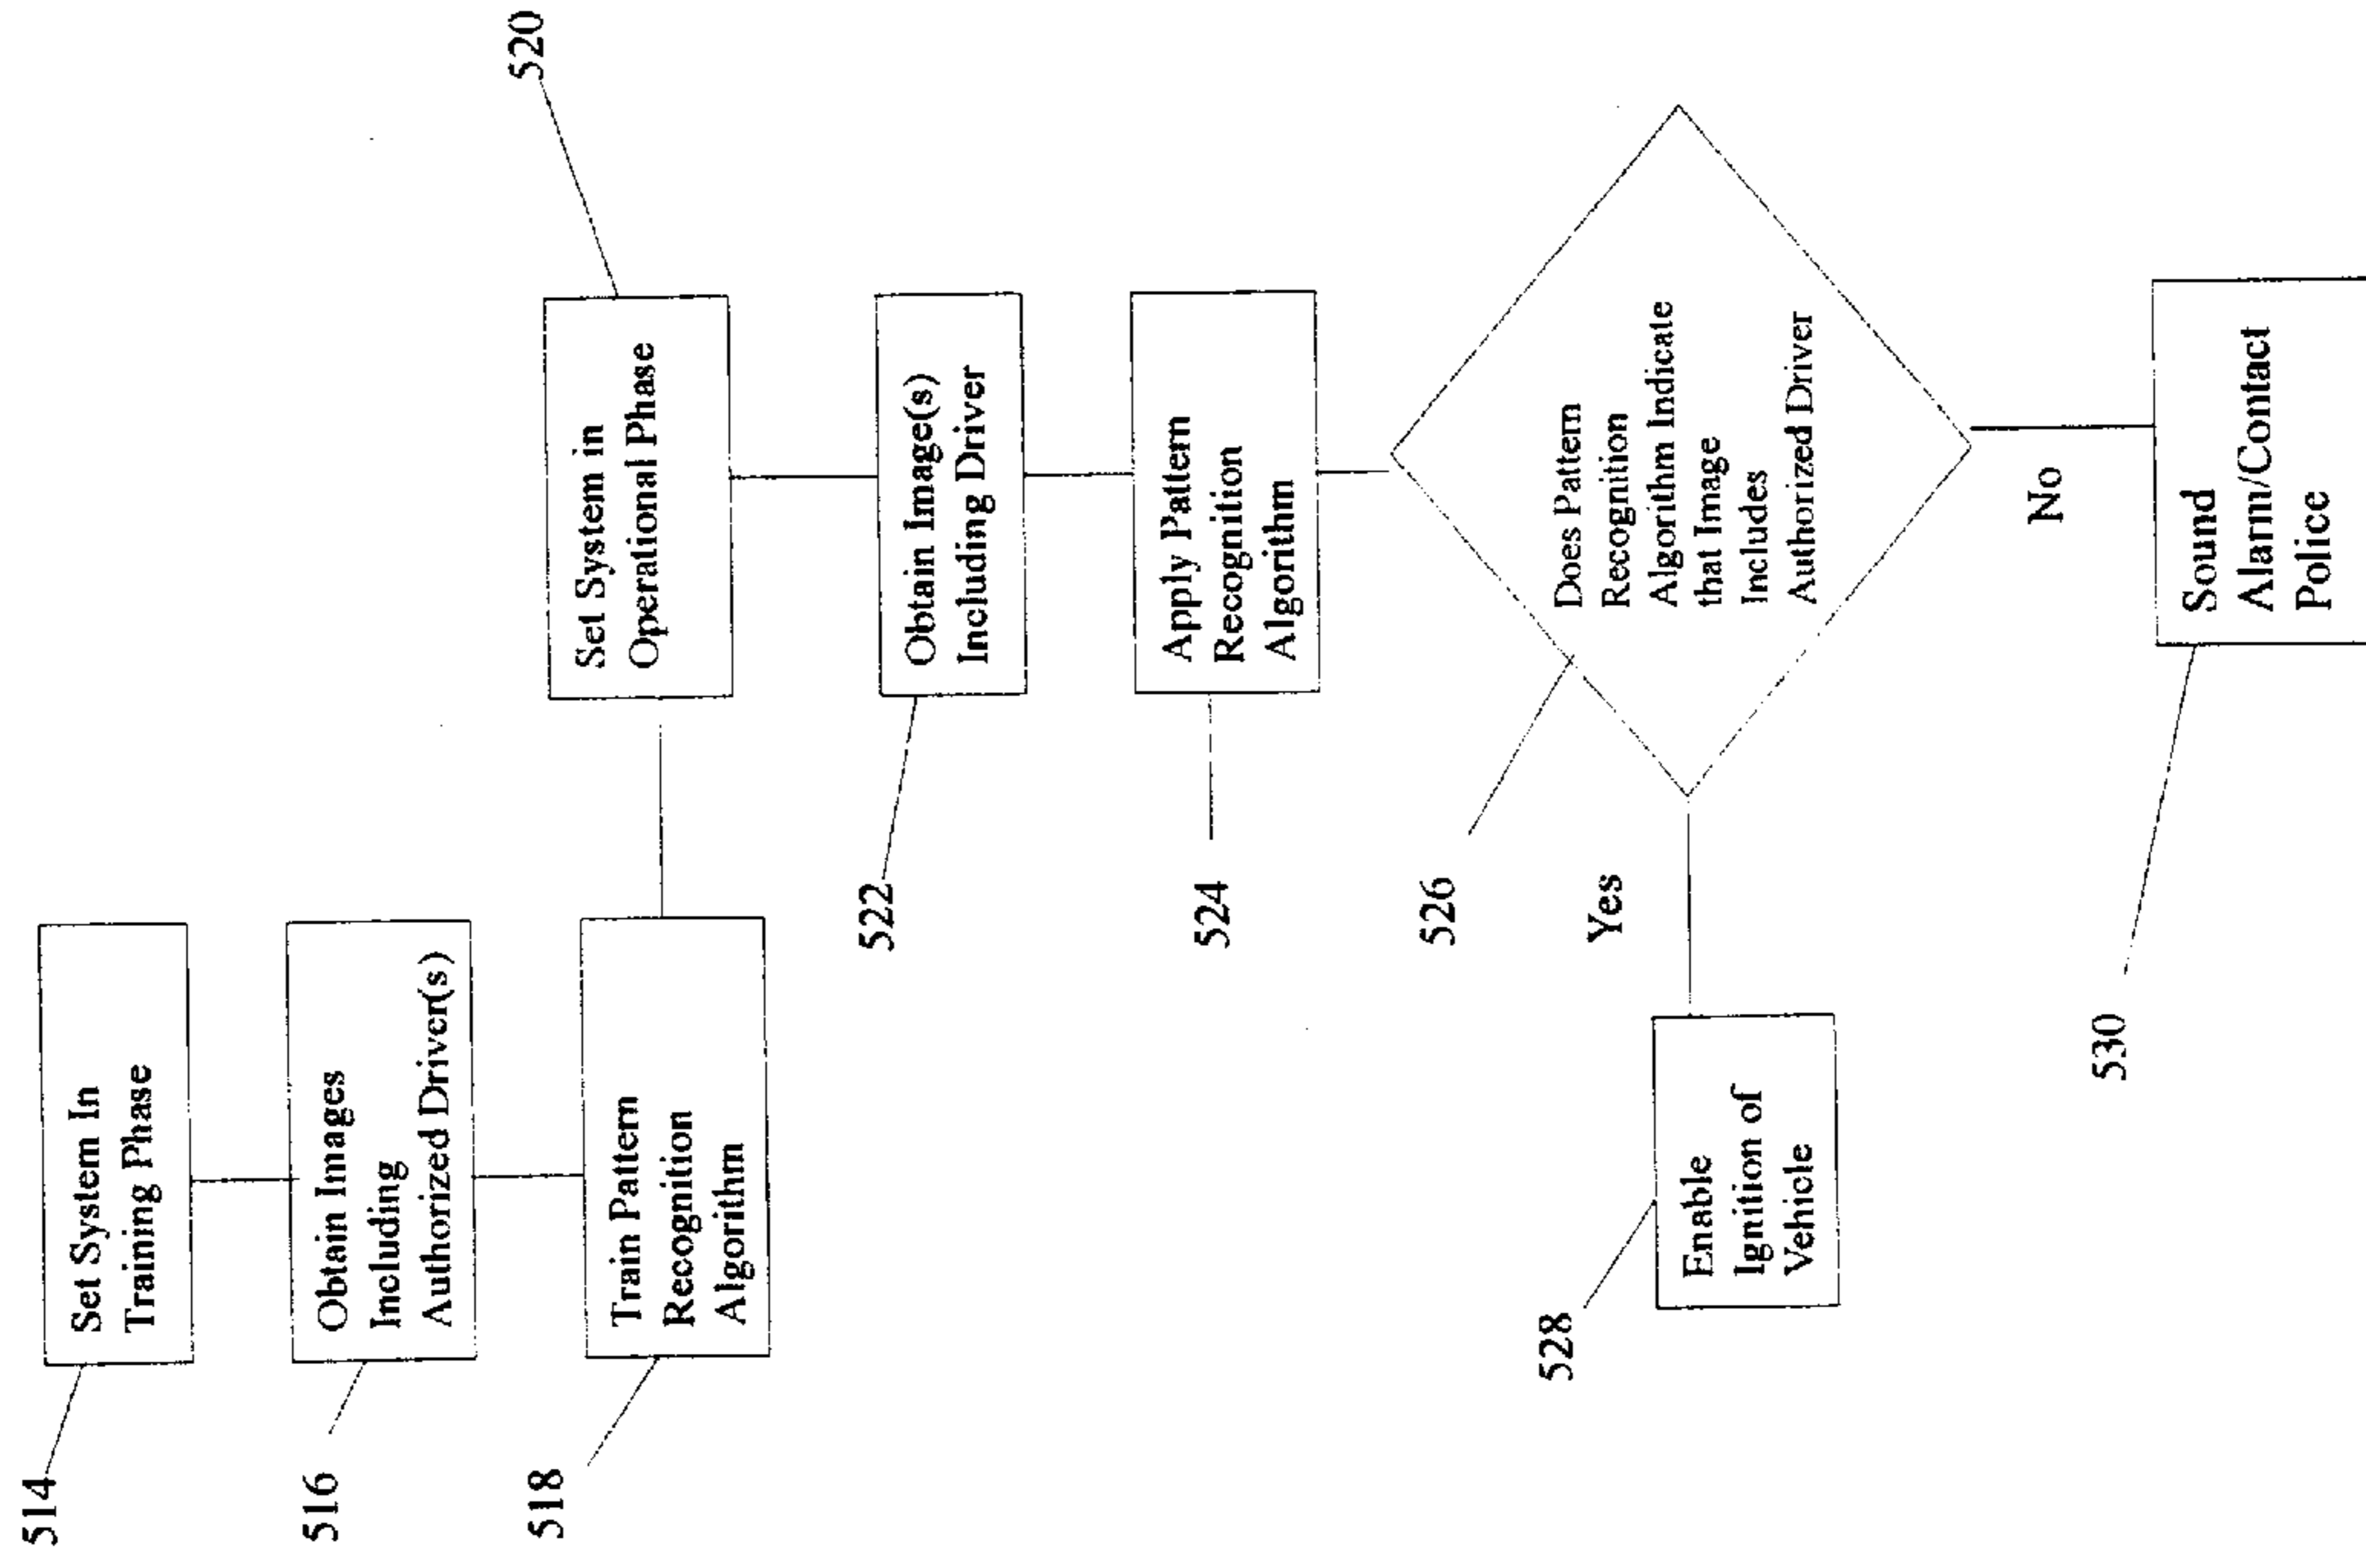 514
Set System In
Training Phase
516
Obtain Images
Including
Authorized Driver(s)
518
Train Pattern
Recognition
Algorithm
520
Set System in
Operational Phase
522
Obtain Image(s)
Including Driver
524
Apply Pattern
Recognition
Algorithm
526
Does Pattern
Recognition
Algorithm Indicate
that Image
Includes
Authorized Driver
Yes
528
Enable
Ignition of
Vehicle
No
530
Sound
Alarm/Contact
Police